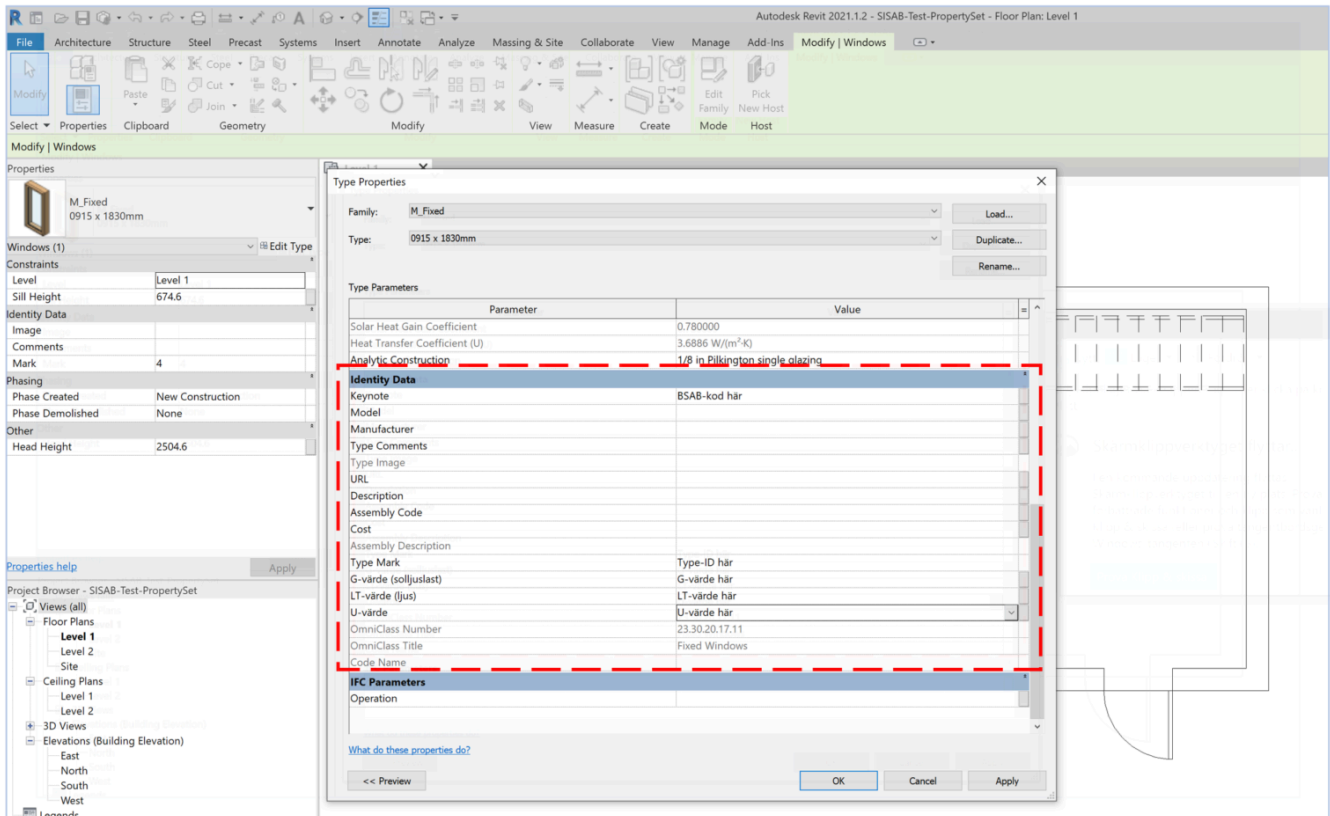 Autodesk Revit 2021.1.2 - SISAB-Test-PropertySet - Floor Plan: Level 1
File Architecture Structure Steel Precast Systems Insert Annotate Analyze Massing & Site Collaborate View Manage Add-Ins Modify | Windows
Modify Paste Cope Cut Join Edit Family Pick New Host
Select Properties Clipboard Geometry Modify View Measure Create Mode Host
Modify | Windows
Properties
M_Fixed
0915 x 1830mm
Windows (1) Edit Type
Constraints
Level Level 1
Sill Height 674.6
Identity Data
Image
Comments
Mark 4
Phasing
Phase Created New Construction
Phase Demolished None
Other
Head Height 2504.6
Properties help Apply
Project Browser - SISAB-Test-PropertySet
Views (all)
Floor Plans
Level 1
Level 2
Site
Ceiling Plans
Level 1
Level 2
3D Views
Elevations (Building Elevation)
East
North
South
West
Legends
Level 1
Type Properties
Family: M_Fixed Load...
Type: 0915 x 1830mm Duplicate...
Rename...
Type Parameters
Parameter Value =
Solar Heat Gain Coefficient 0.780000
Heat Transfer Coefficient (U) 3.6886 W/(m²·K)
Analytic Construction 1/8 in Pilkington single glazing
Identity Data
Keynote BSAB-kod här
Model
Manufacturer
Type Comments
Type Image
URL
Description
Assembly Code
Cost
Assembly Description
Type Mark Type-ID här
G-värde (solljuslast) G-värde här
LT-värde (ljus) LT-värde här
U-värde U-värde här
OmniClass Number 23.30.20.17.11
OmniClass Title Fixed Windows
Code Name
IFC Parameters
Operation
What do these properties do?
<< Preview OK Cancel Apply